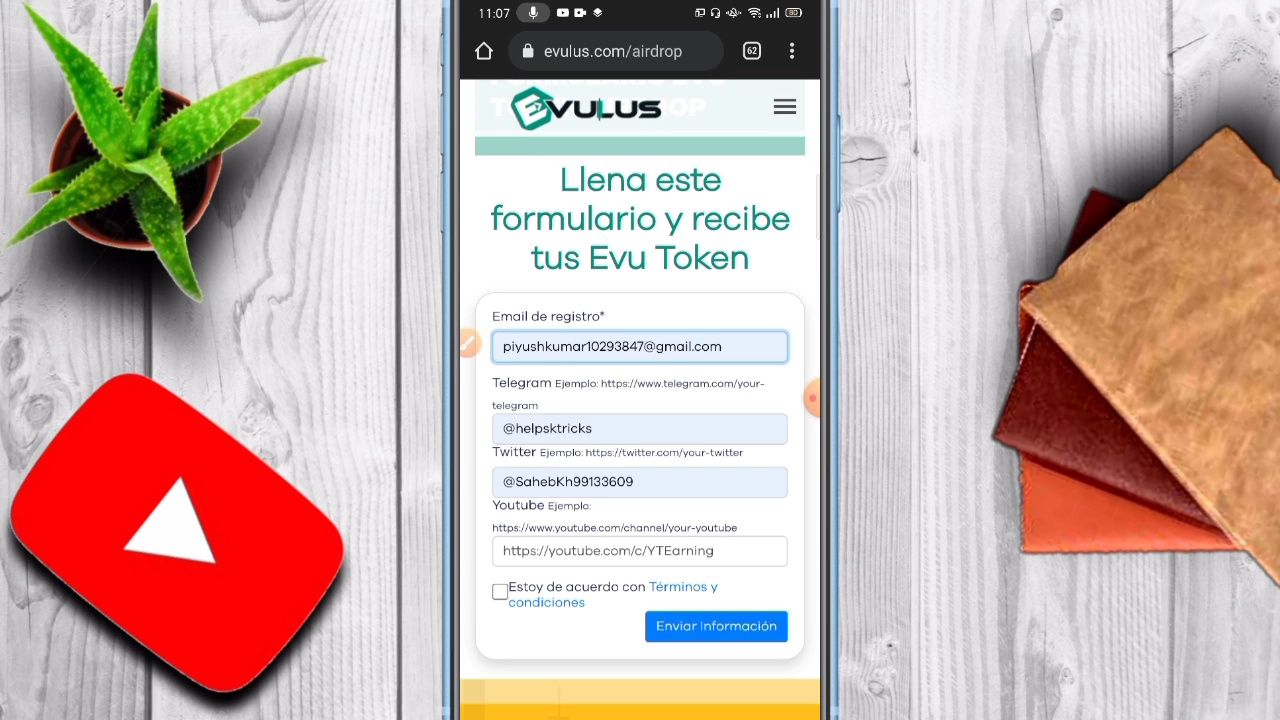 11:07
80
evulus.com/airdrop
62
EVULUS
Llena este
formulario y recibe
tus Evu Token
Email de registro*
piyushkumar10293847@gmail.com
Telegram Ejemplo: https://www.telegram.com/your-
telegram
@helpsktricks
Twitter Ejemplo: https://twitter.com/your-twitter
@SahebKh99133609
Youtube Ejemplo:
https://www.youtube.com/channel/your-youtube
https://youtube.com/c/YTEarning
Estoy de acuerdo con Términos y
condiciones
Enviar Información